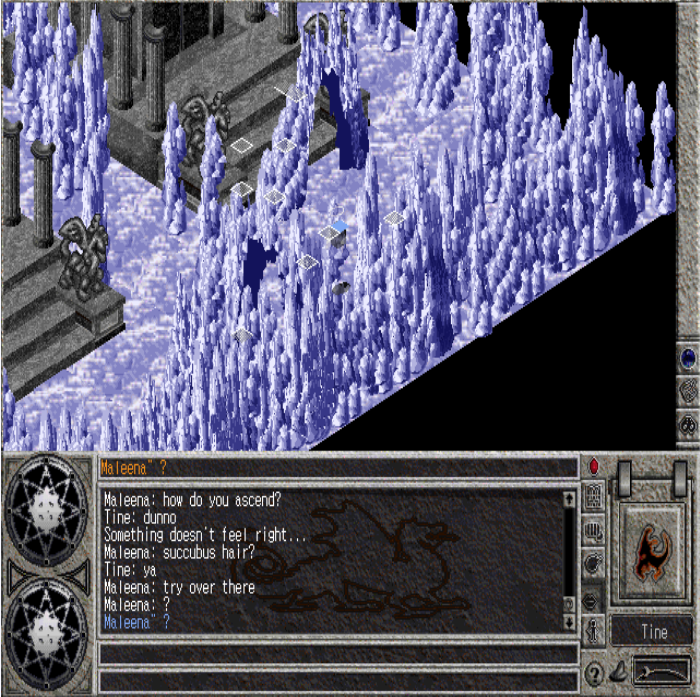 Maleena" ?
Maleena: how do you ascend?
Tine: dunno
Something doesn't feel right...
Maleena: succubus hair?
Tine: ya
Maleena: try over there
Maleena: ?
Maleena" ?
Tine
?